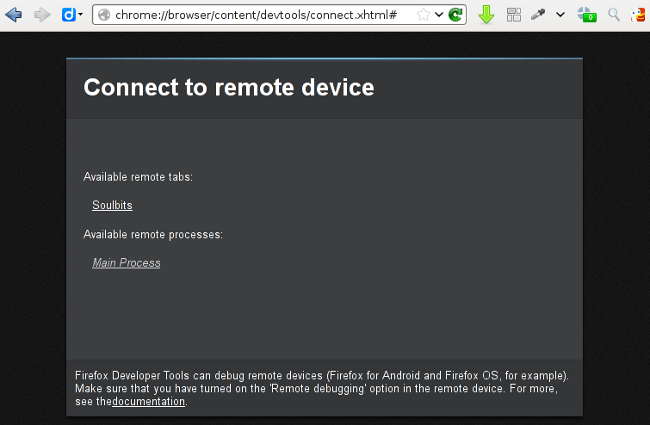 chrome://browser/content/devtools/connect.xhtml#
Connect to remote device
Available remote tabs:
Soulbits
Available remote processes:
Main Process
Firefox Developer Tools can debug remote devices (Firefox for Android and Firefox OS, for example).
Make sure that you have turned on the 'Remote debugging' option in the remote device. For more,
see thedocumentation.